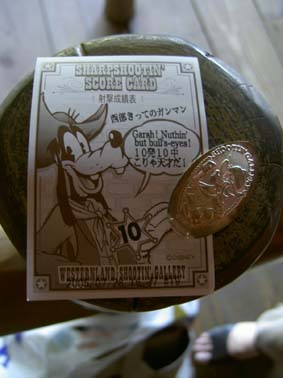 SHARPSHOOTIN'
SCORE CARD
射撃成績表
西部きってのガンマン
Garsh! Nuthin'
but bull's-eyes!
10発10中
こりゃ天才だ!
10
©DISNEY
WESTERNLAND SHOOTIN' GALLERY